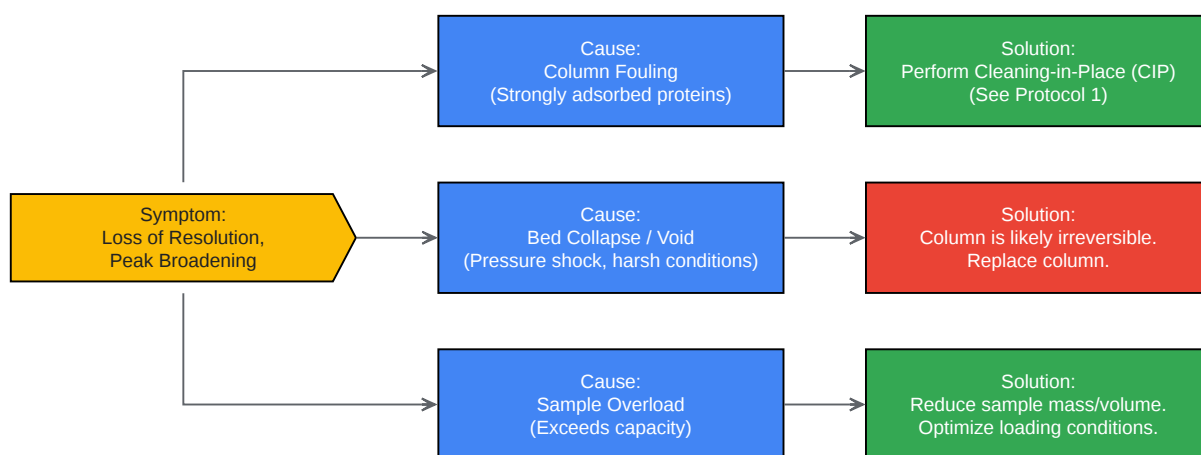 Cause:
Column Fouling
(Strongly adsorbed proteins)
Solution:
Perform Cleaning-in-Place (CIP)
(See Protocol 1)
Symptom:
Loss of Resolution,
Peak Broadening
Cause:
Bed Collapse / Void
(Pressure shock, harsh conditions)
Solution:
Column is likely irreversible.
Replace column.
Cause:
Sample Overload
(Exceeds capacity)
Solution:
Reduce sample mass/volume.
Optimize loading conditions.